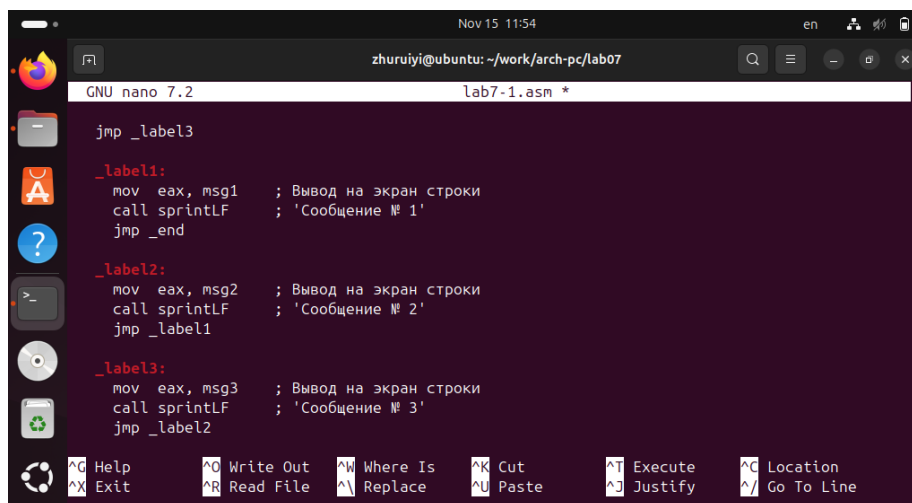 Nov 15 11:54
en
zhuruiyi@ubuntu: ~/work/arch-pc/lab07
GNU nano 7.2 lab7-1.asm *
jmp _label3
_label1:
mov eax, msg1 ; Вывод на экран строки
call sprintLF ; 'Сообщение № 1'
jmp _end
_label2:
mov eax, msg2 ; Вывод на экран строки
call sprintLF ; 'Сообщение № 2'
jmp _label1
_label3:
mov eax, msg3 ; Вывод на экран строки
call sprintLF ; 'Сообщение № 3'
jmp _label2
^G Help ^O Write Out ^W Where Is ^K Cut ^T Execute ^C Location
^X Exit ^R Read File ^\ Replace ^U Paste ^J Justify ^/ Go To Line